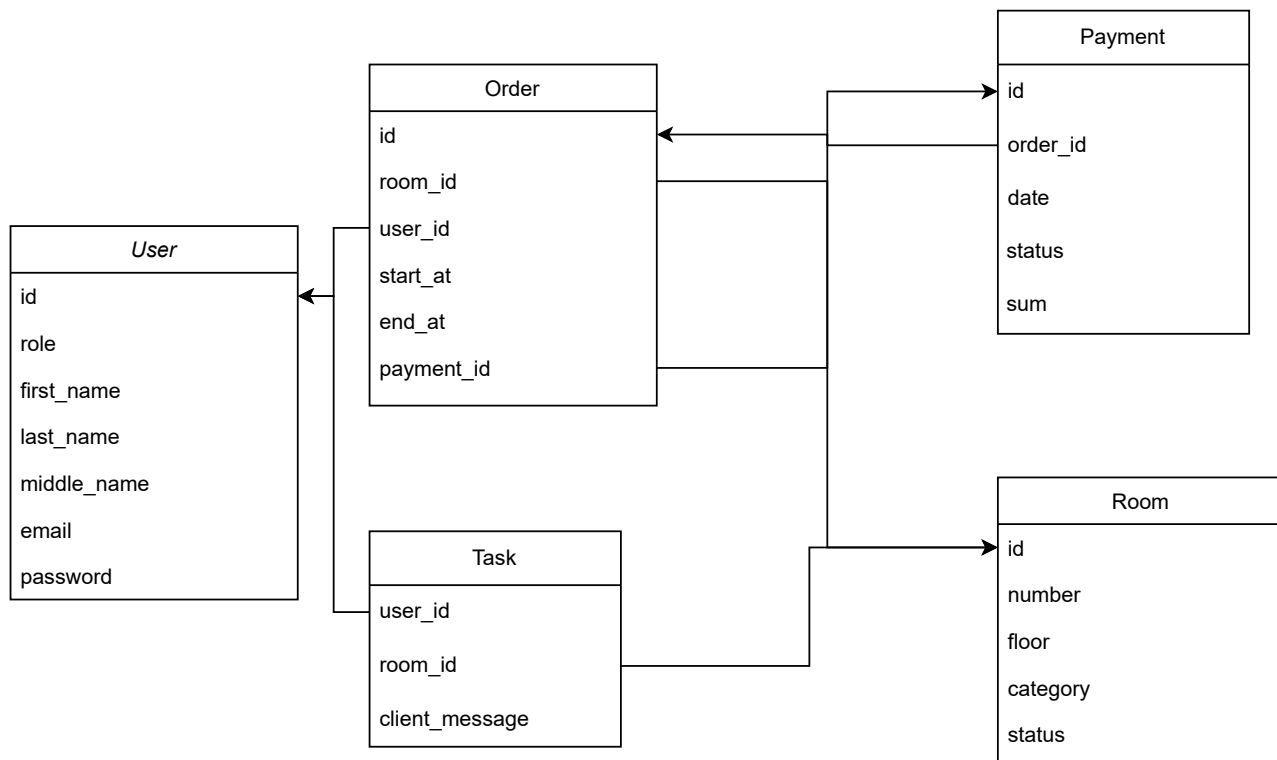 User
id
role
first_name
last_name
middle_name
email
password
Order
id
room_id
user_id
start_at
end_at
payment_id
Task
user_id
room_id
client_message
Payment
id
order_id
date
status
sum
Room
id
number
floor
category
status